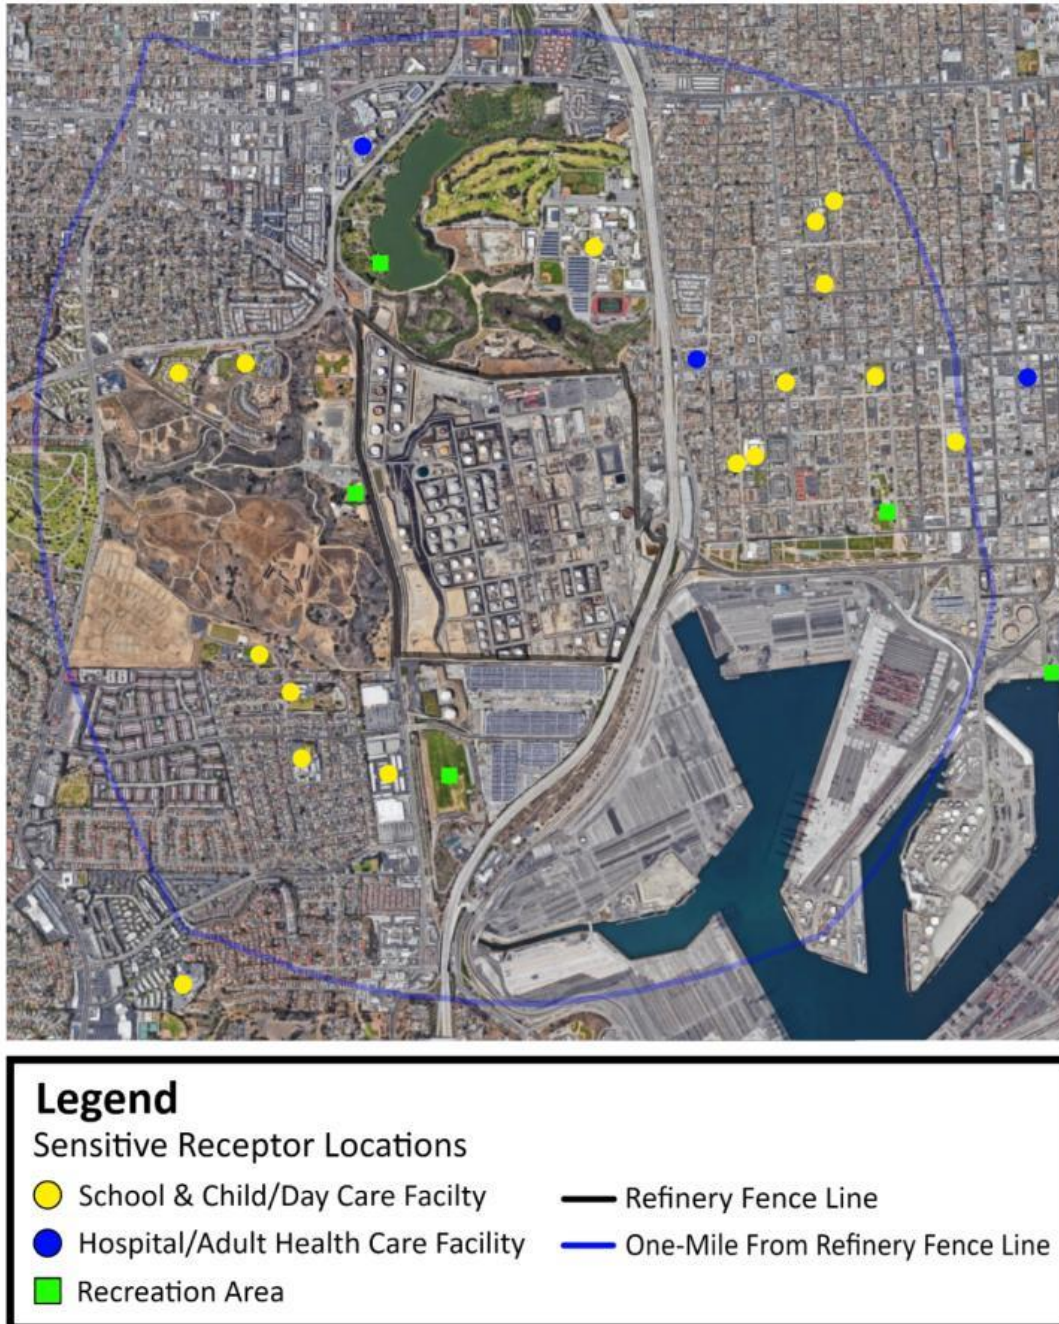 Legend
Sensitive Receptor Locations
School & Child/Day Care Facilty
Refinery Fence Line
Hospital/Adult Health Care Facility
One-Mile From Refinery Fence Line
Recreation Area